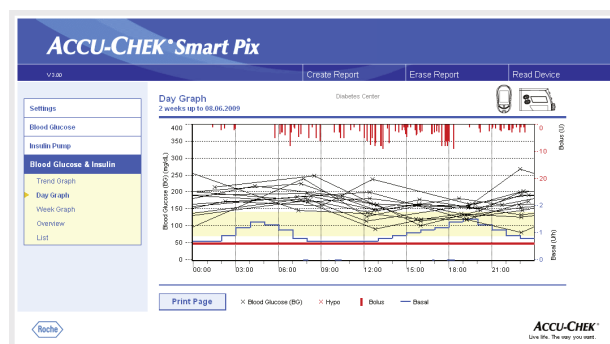 ACCU-CHEK® Smart Pix
V 3.00
Create Report
Erase Report
Read Device
Settings
Blood Glucose
Insulin Pump
Blood Glucose & Insulin
Trend Graph
Day Graph
Week Graph
Overview
List
Day Graph
Diabetes Center
2 weeks up to 08.06.2009
Blood Glucose (BG) (mg/dL)
400
350
300
250
200
150
100
50
0
Bolus (U)
0
10
20
2
1
0
Basal (U/h)
00:00
03:00
06:00
09:00
12:00
15:00
18:00
21:00
Print Page
Blood Glucose (BG)
Hypo
Bolus
Basal
Roche
ACCU-CHEK®
Live life. The way you want.